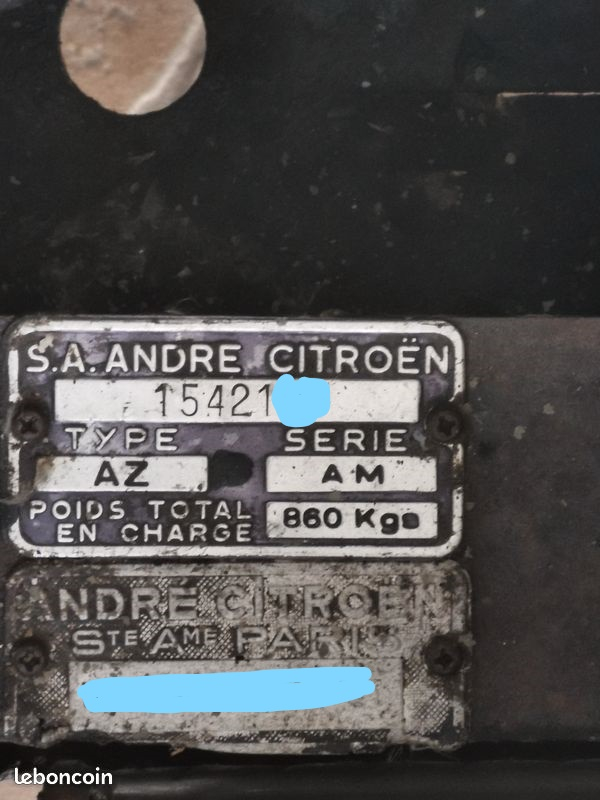 S.A. ANDRE CITROËN
15421
TYPE SERIE
AZ AM
POIDS TOTAL
EN CHARGE 860 Kgs
ANDRE CITROEN
STE AME PARIS
leboncoin